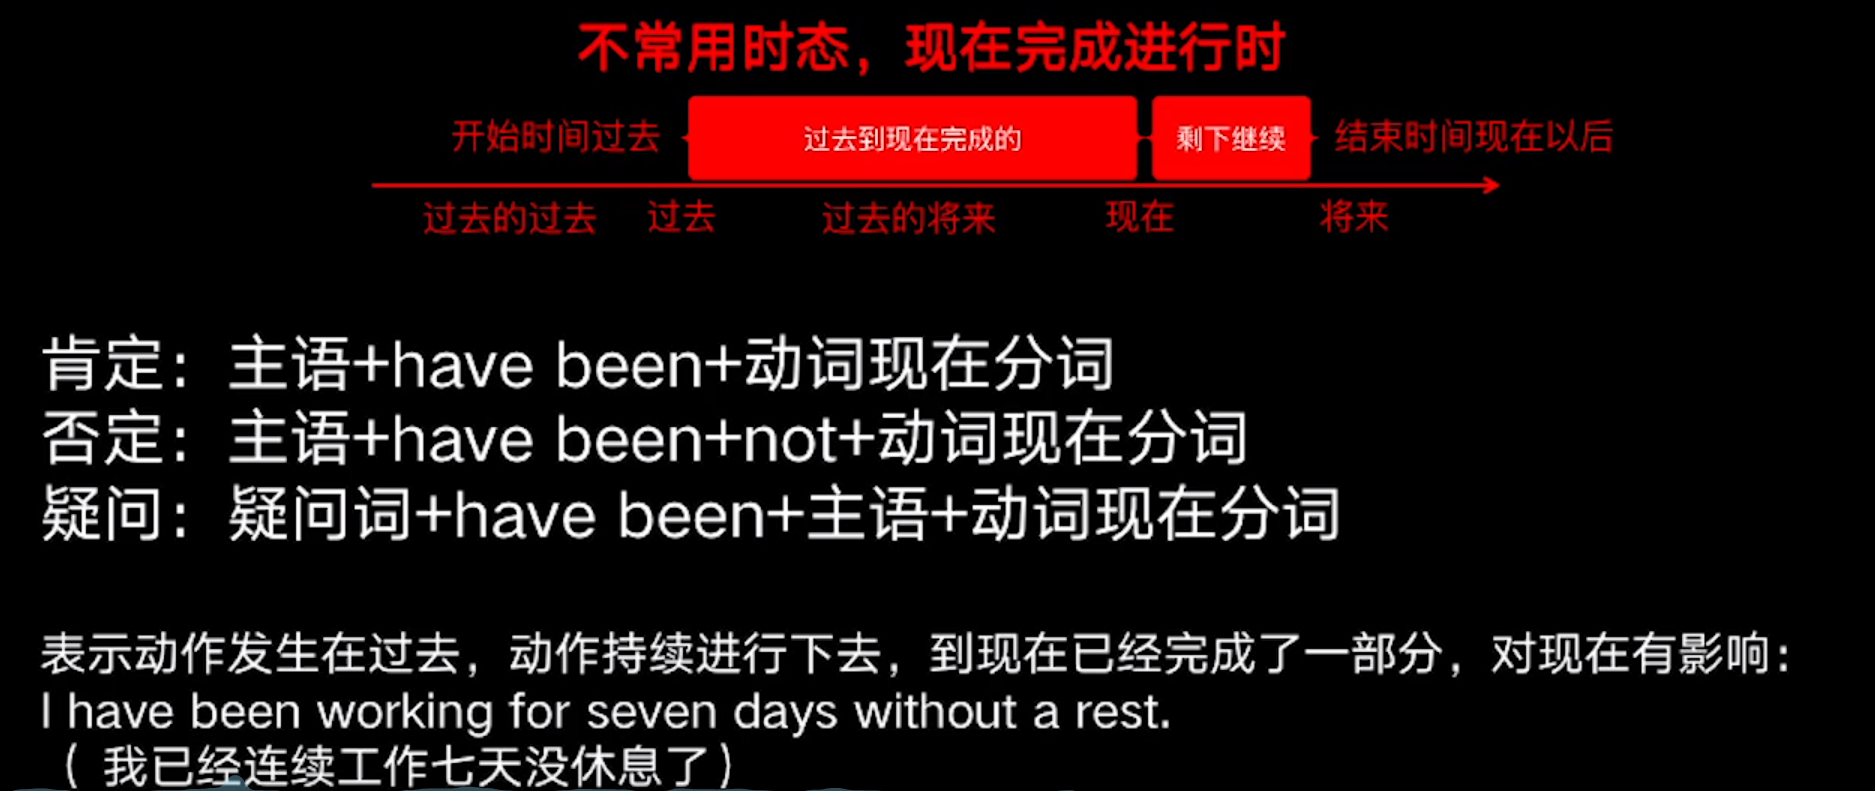 不常用时态，现在完成进行时
开始时间过去 过去到现在完成的 剩下继续 结束时间现在以后
过去的过去 过去 过去的将来 现在 将来
肯定：主语+have been+动词现在分词
否定：主语+have been+not+动词现在分词
疑问：疑问词+have been+主语+动词现在分词
表示动作发生在过去，动作持续进行下去，到现在已经完成了一部分，对现在有影响：
I have been working for seven days without a rest.
（ 我已经连续工作七天没休息了）